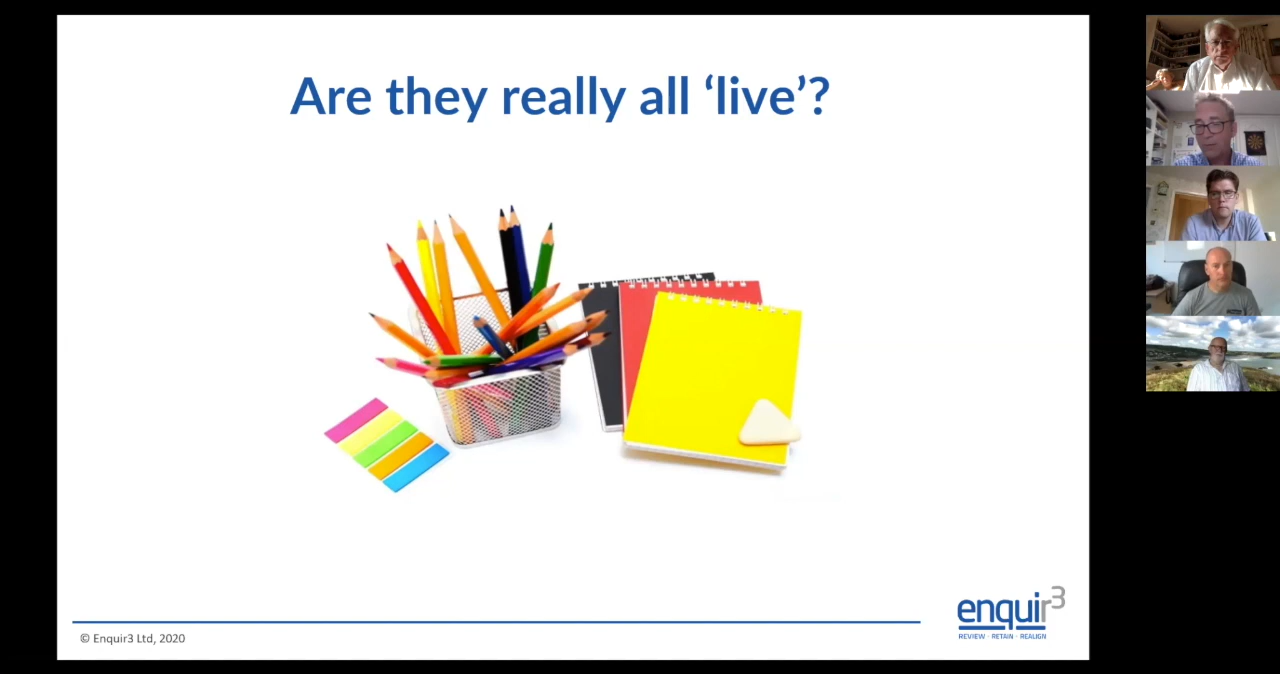 Are they really all ‘live’?
© Enquir3 Ltd, 2020
enquir3
REVIEW · RETAIN · REALIGN